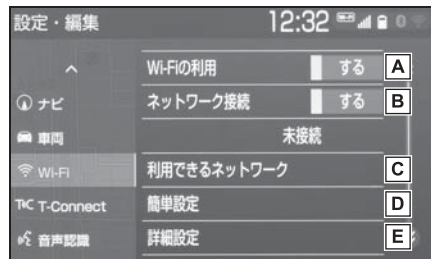 設定・編集 12:32
Wi-Fiの利用 する A
ナビ ネットワーク接続 する B
車両 未接続
Wi-Fi 利用できるネットワーク C
T-Connect 簡単設定 D
音声認識 詳細設定 E